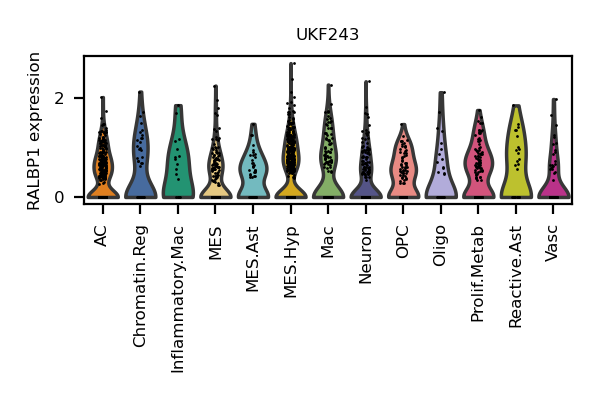 UKF243
RALBP1 expression
2
0
AC
Chromatin.Reg
Inflammatory.Mac
MES
MES.Ast
MES.Hyp
Mac
Neuron
OPC
Oligo
Prolif.Metab
Reactive.Ast
Vasc